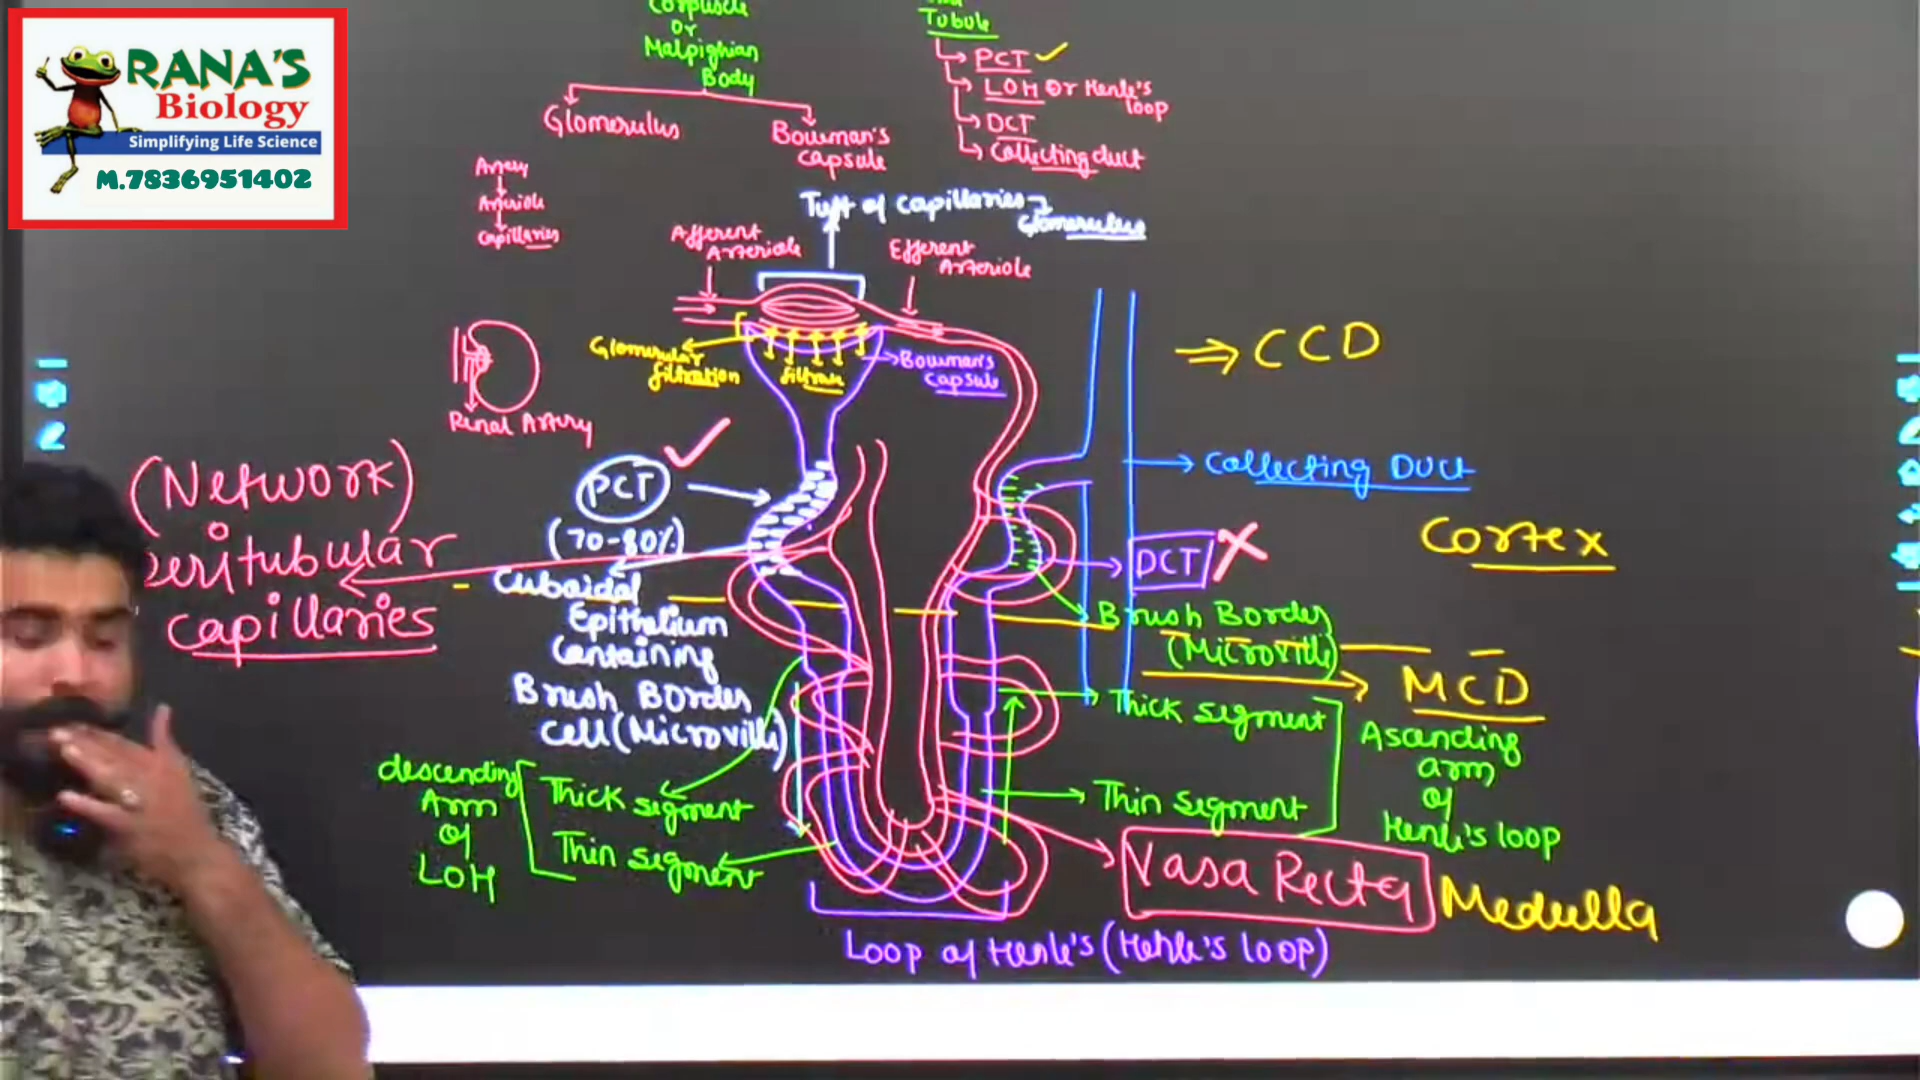 RANA'S
Biology
Simplifying Life Science
M.7836951402
Corpuscle
or
Malpighian
Body
Glomerulus
Bowman's
capsule
Tubule
PCT
LOH or Henle's
loop
DCT
Collecting duct
Artery
Arteriole
capillaries
Tuft of capillaries
Glomerulus
Afferent
Arteriole
Efferent
Arteriole
Glomerular
filtration
filtrate
Bowman's
capsule
Renal Artery
CCD
Collecting Duct
Cortex
(Network)
peritubular
capillaries
PCT
(70-80%)
Cuboidal
Epithelium
Containing
Brush Border
cell (Microvilli)
DCT
Brush Border
(Microvilli)
MCD
Thick segment
Thin segment
Ascending
arm
of
Henle's loop
descending
Arm
of
LOH
Thick segment
Thin segment
Vasa Recta
Medulla
Loop of Henle's (Henle's loop)